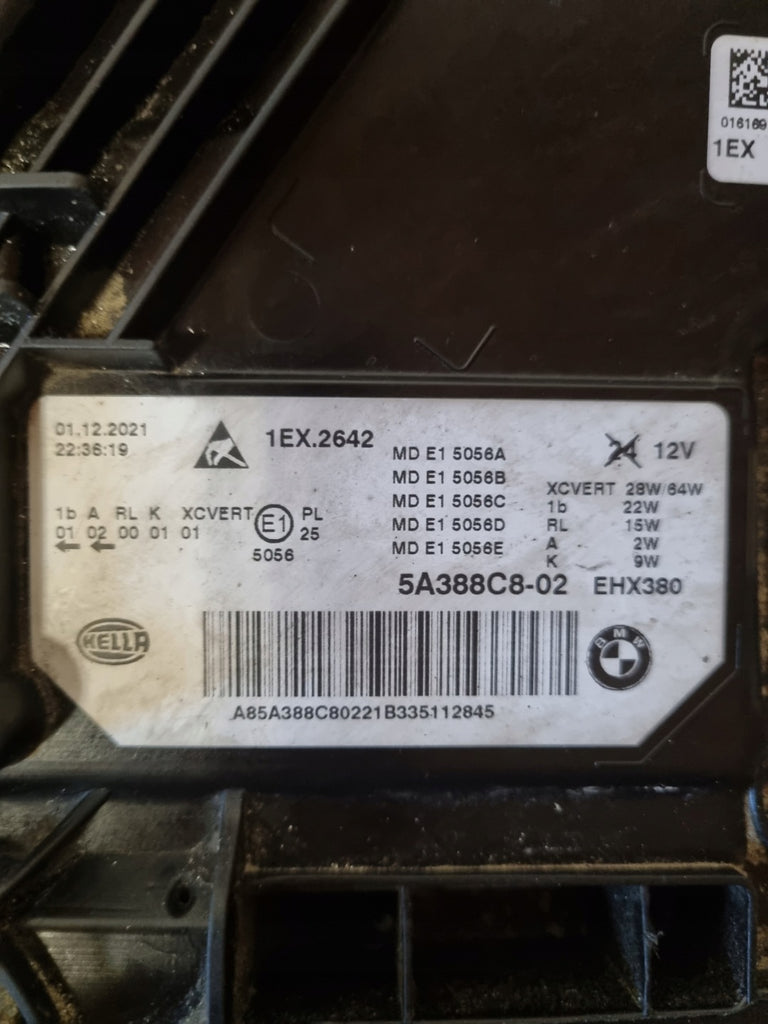 016169
1EX
01.12.2021
22:36:19
1EX.2642
MD E1 5056A
MD E1 5056B
MD E1 5056C
MD E1 5056D
MD E1 5056E
24 12V
XCVERT 28W/64W
1b 22W
RL 15W
A 2W
K 9W
1b A RL K XCVERT
01 02 00 01 01
E1
5056
PL
25
5A388C8-02 EHX380
HELLA
BMW
A85A388C80221B335112845